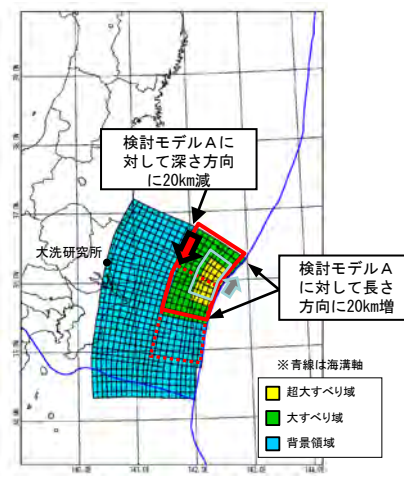 検討モデルAに
対して深さ方向
に20km減
大洗研究所
検討モデルA
に対して長さ
方向に20km増
※青線は海溝軸
超大すべり域
大すべり域
背景領域